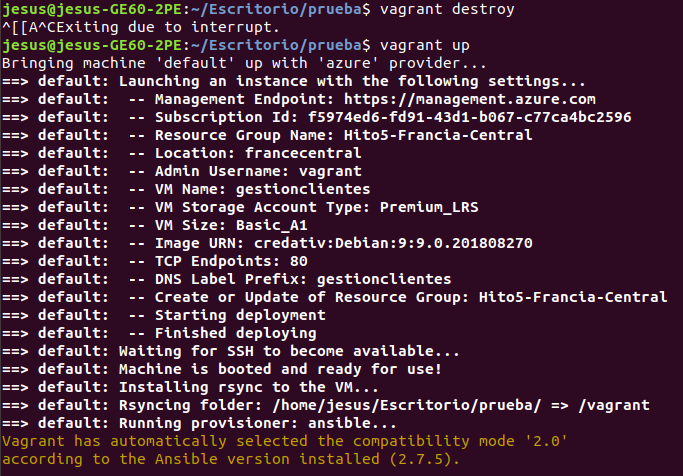 jesus@jesus-GE60-2PE:~/Escritorio/prueba$ vagrant destroy
^[[A^CExiting due to interrupt.
jesus@jesus-GE60-2PE:~/Escritorio/prueba$ vagrant up
Bringing machine 'default' up with 'azure' provider...
==> default: Launching an instance with the following settings...
==> default:  -- Management Endpoint: https://management.azure.com
==> default:  -- Subscription Id: f5974ed6-fd91-43d1-b067-c77ca4bc2596
==> default:  -- Resource Group Name: Hito5-Francia-Central
==> default:  -- Location: francecentral
==> default:  -- Admin Username: vagrant
==> default:  -- VM Name: gestionclientes
==> default:  -- VM Storage Account Type: Premium_LRS
==> default:  -- VM Size: Basic_A1
==> default:  -- Image URN: credativ:Debian:9:9.0.201808270
==> default:  -- TCP Endpoints: 80
==> default:  -- DNS Label Prefix: gestionclientes
==> default:  -- Create or Update of Resource Group: Hito5-Francia-Central
==> default:  -- Starting deployment
==> default:  -- Finished deploying
==> default: Waiting for SSH to become available...
==> default: Machine is booted and ready for use!
==> default: Installing rsync to the VM...
==> default: Rsyncing folder: /home/jesus/Escritorio/prueba/ => /vagrant
==> default: Running provisioner: ansible...
Vagrant has automatically selected the compatibility mode '2.0'
according to the Ansible version installed (2.7.5).